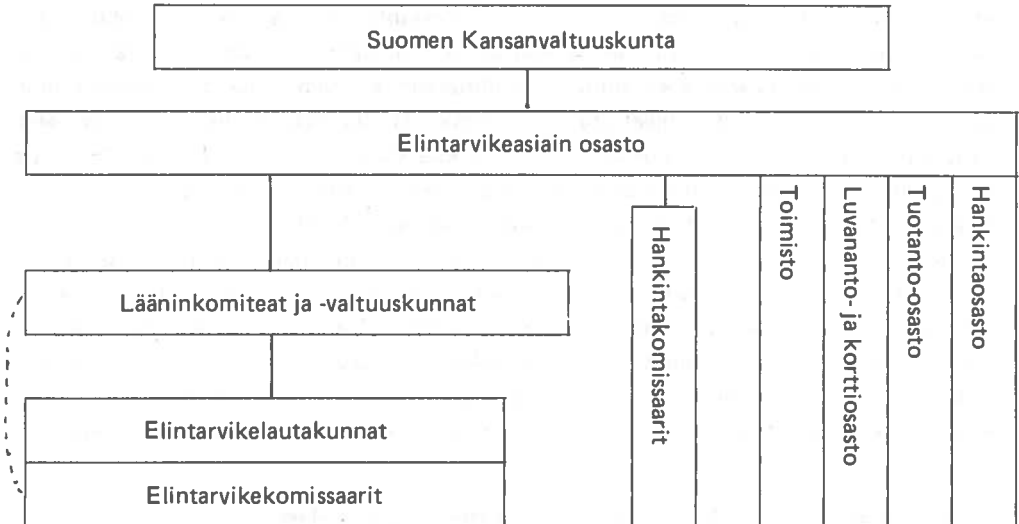 Suomen Kansanvaltuuskunta
Elintarvikeasiain osasto
Lääninkomiteat ja -valtuuskunnat
Elintarvikelautakunnat
Elintarvikekomissaarit
Hankintakomissaarit
Toimisto
Luvananto- ja korttiosasto
Tuotanto-osasto
Hankintaosasto